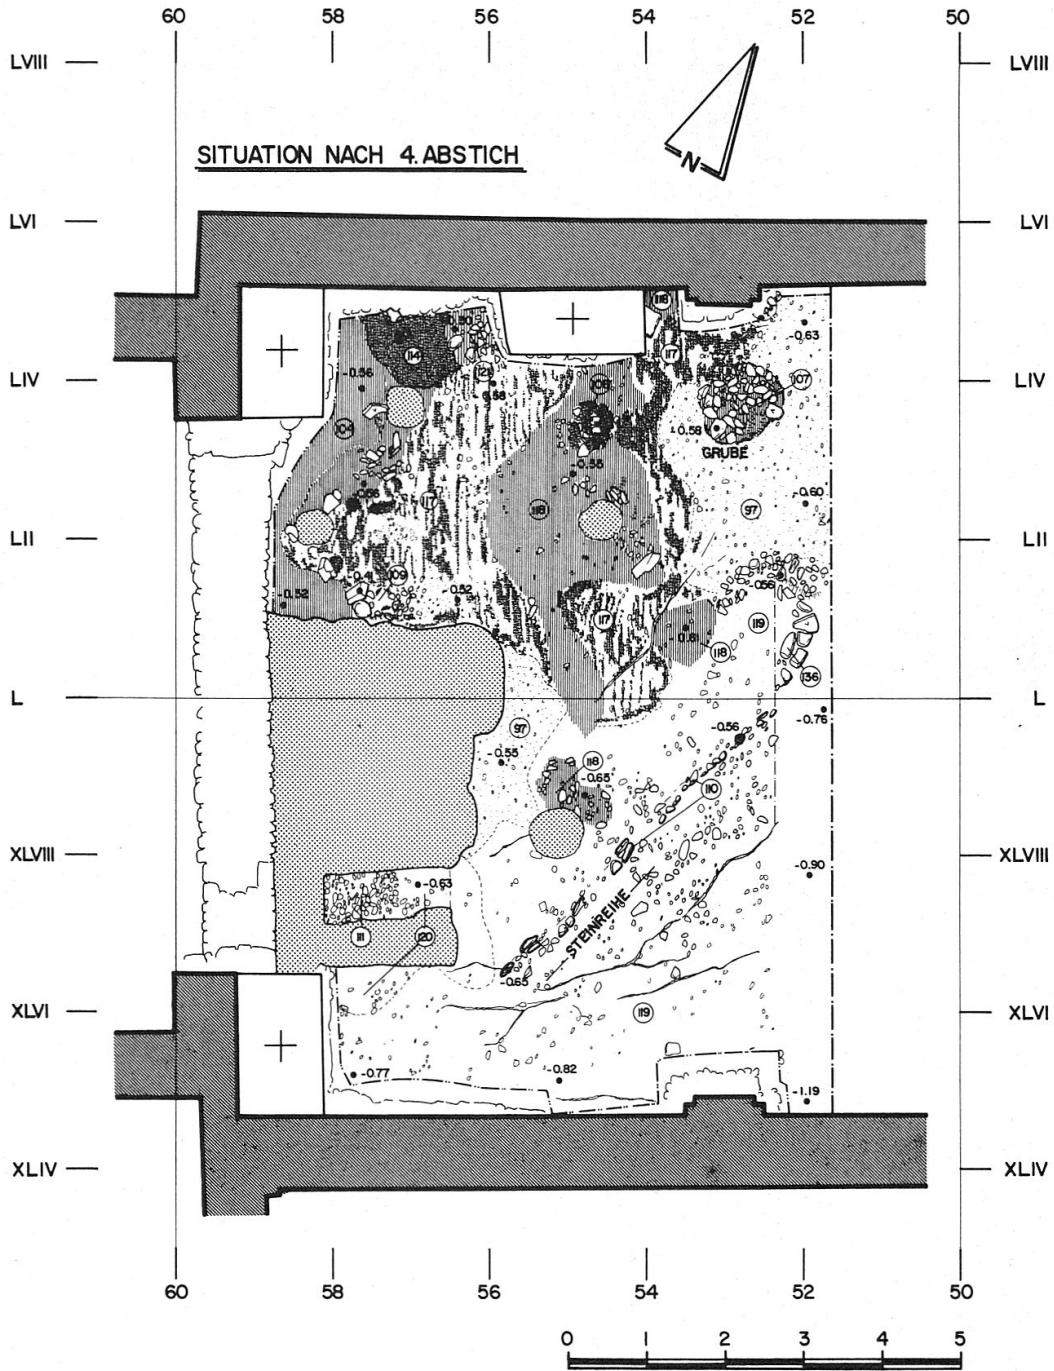 60 58 56 54 52 50
LVIII LVIII
N
SITUATION NACH 4. ABSTICH
LVI LVI
118
-0.63
114 117
-0.56 121 LIV
LIV 107
-0.58
-0.58
104 GRUBE
-0.55
-0.56 -0.60
117 118 97
LII LII
-0.41 109 -0.56
-0.52 -0.52
117 119
-0.61
118
136
L L
97 -0.56 -0.76
-0.55 118
-0.65
110
XLVIII XLVIII
-0.63 -0.90
STEINREIHE
111 120
-0.65
XLVI 119 XLVI
-0.77 -0.82
-1.19
XLIV XLIV
60 58 56 54 52 50
0 1 2 3 4 5